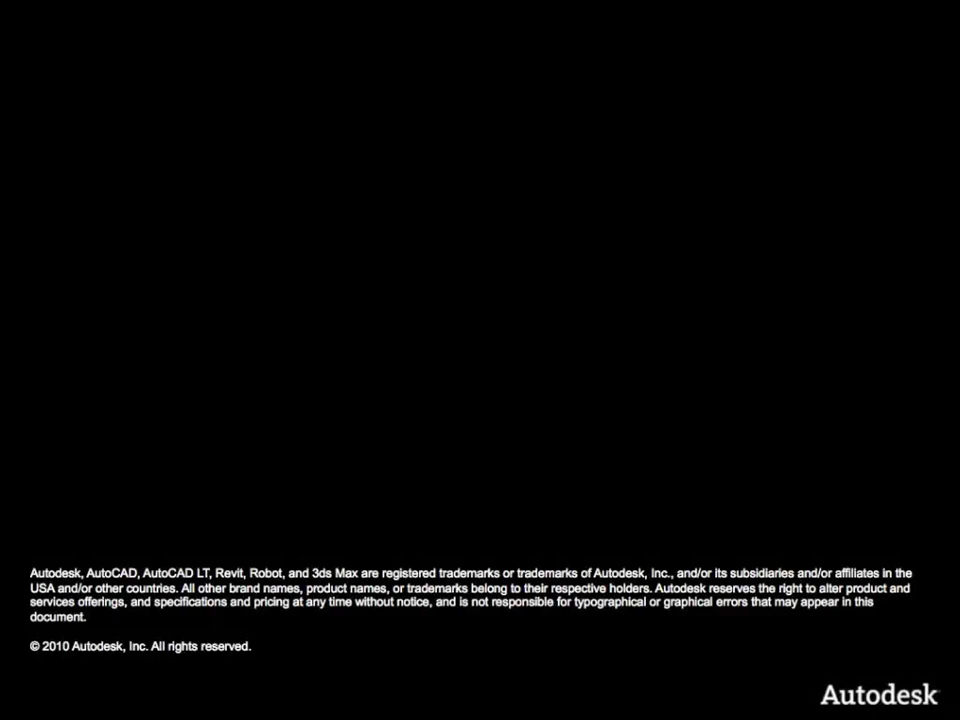 Autodesk, AutoCAD, AutoCAD LT, Revit, Robot, and 3ds Max are registered trademarks or trademarks of Autodesk, Inc., and/or its subsidiaries and/or affiliates in the
USA and/or other countries. All other brand names, product names, or trademarks belong to their respective holders. Autodesk reserves the right to alter product and
services offerings, and specifications and pricing at any time without notice, and is not responsible for typographical or graphical errors that may appear in this
document.
© 2010 Autodesk, Inc. All rights reserved.
Autodesk